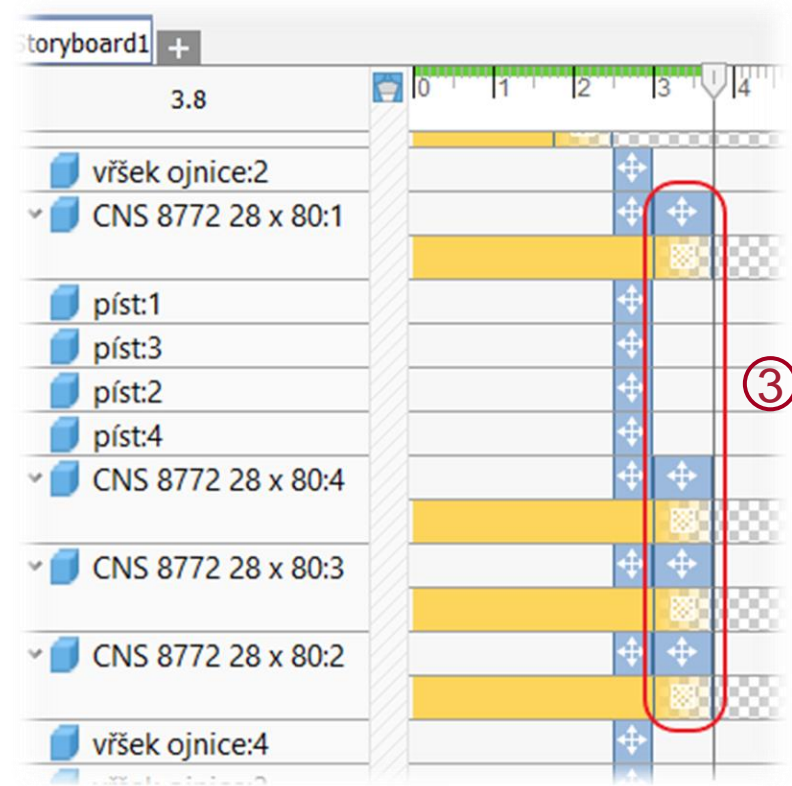 Storyboard1 +
3.8 0 1 2 3 4
vřšek ojnice:2
CNS 8772 28 x 80:1
píst:1
píst:3
píst:2
③
píst:4
CNS 8772 28 x 80:4
CNS 8772 28 x 80:3
CNS 8772 28 x 80:2
vřšek ojnice:4